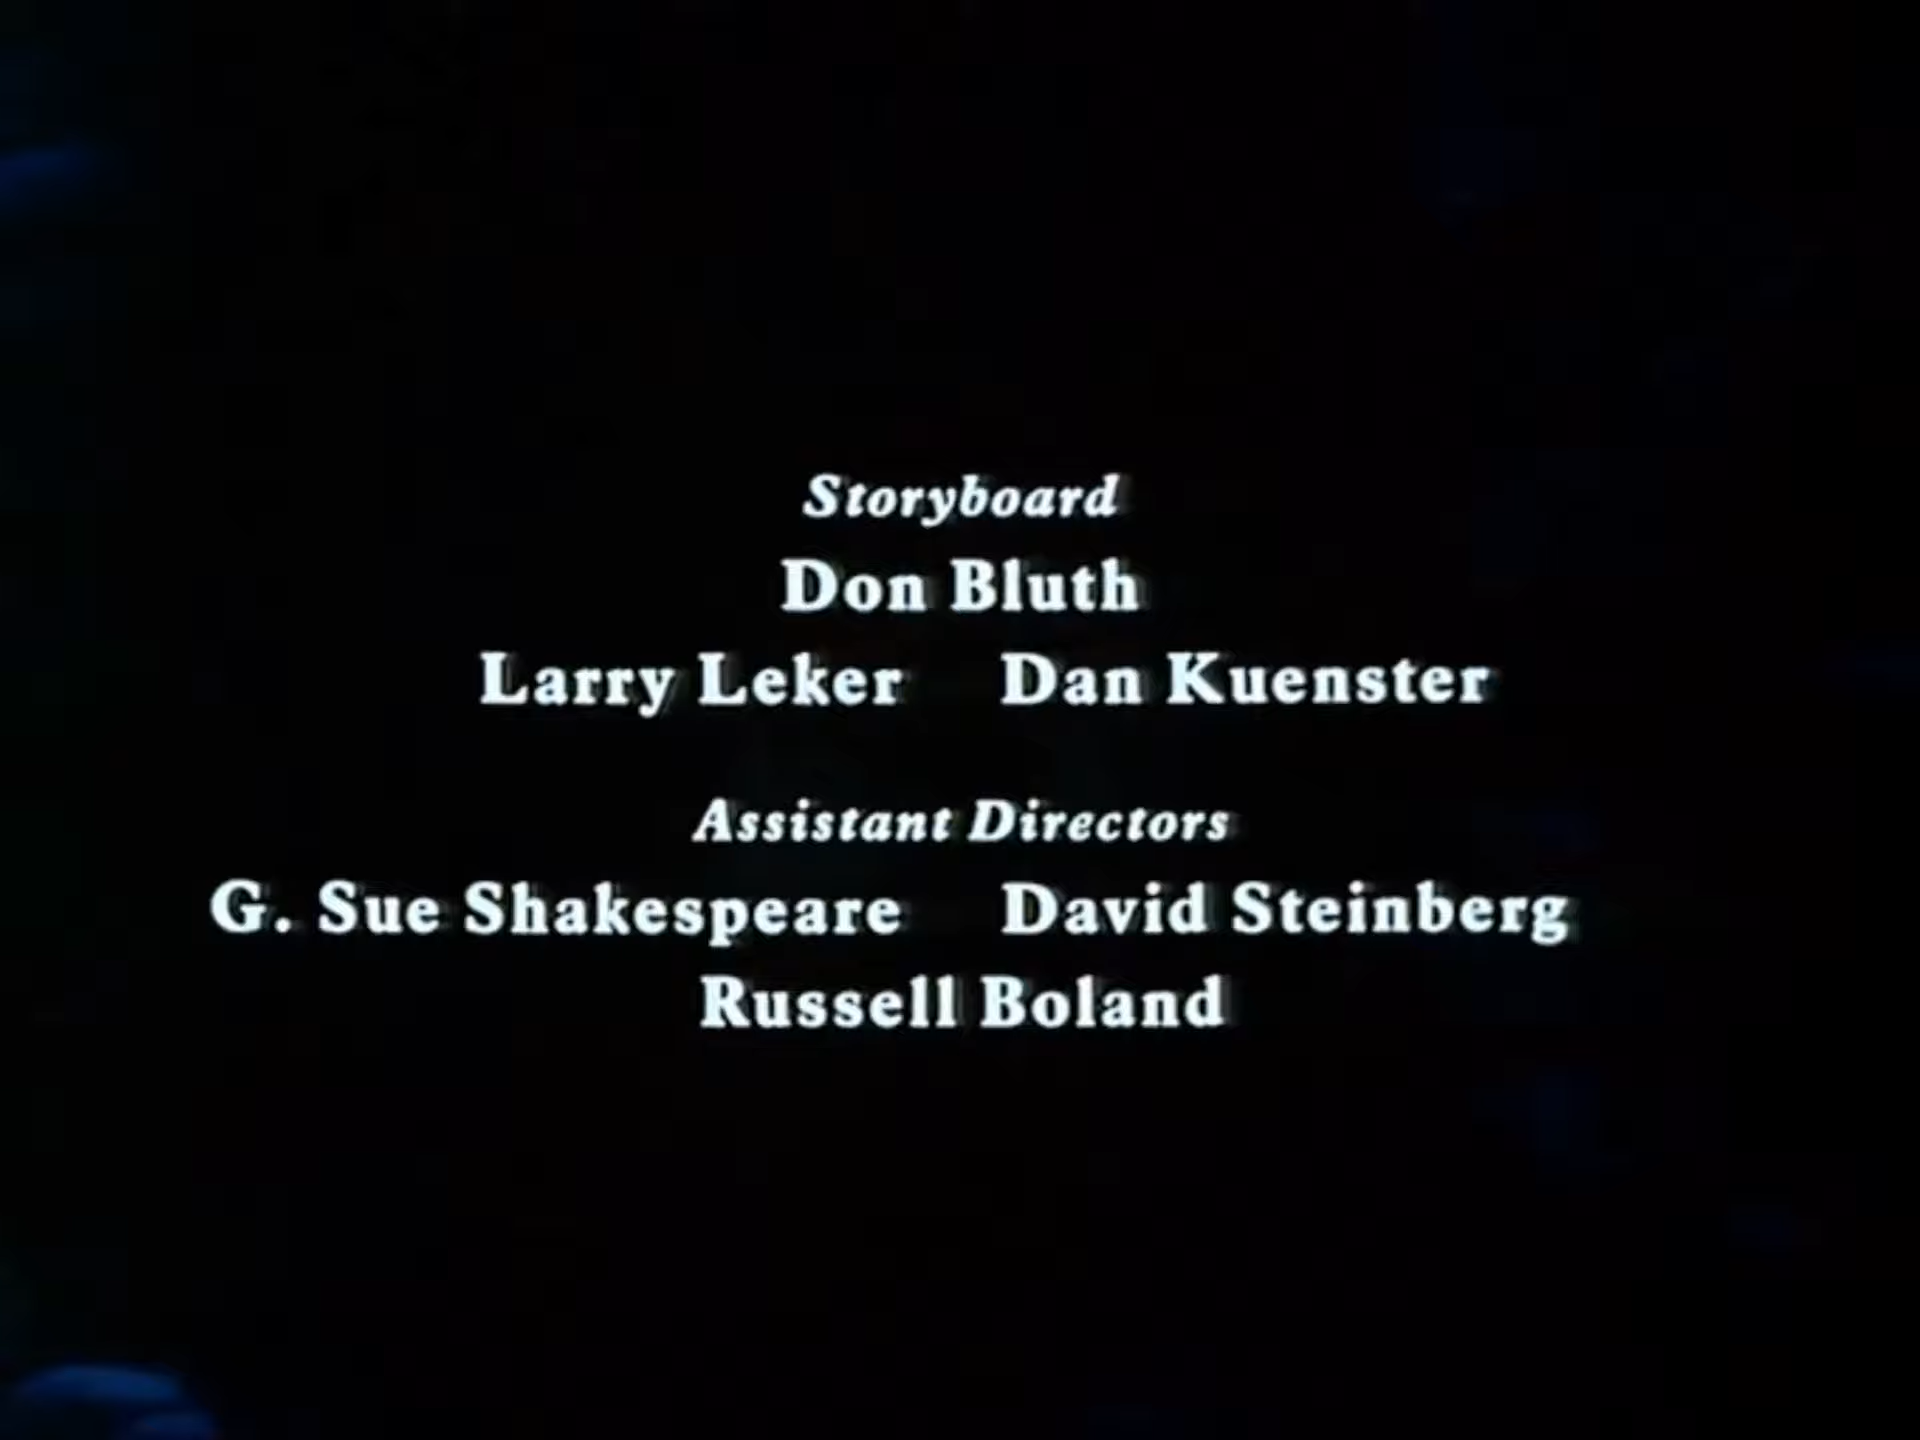 Storyboard
Don Bluth
Larry Leker Dan Kuenster
Assistant Directors
G. Sue Shakespeare David Steinberg
Russell Boland